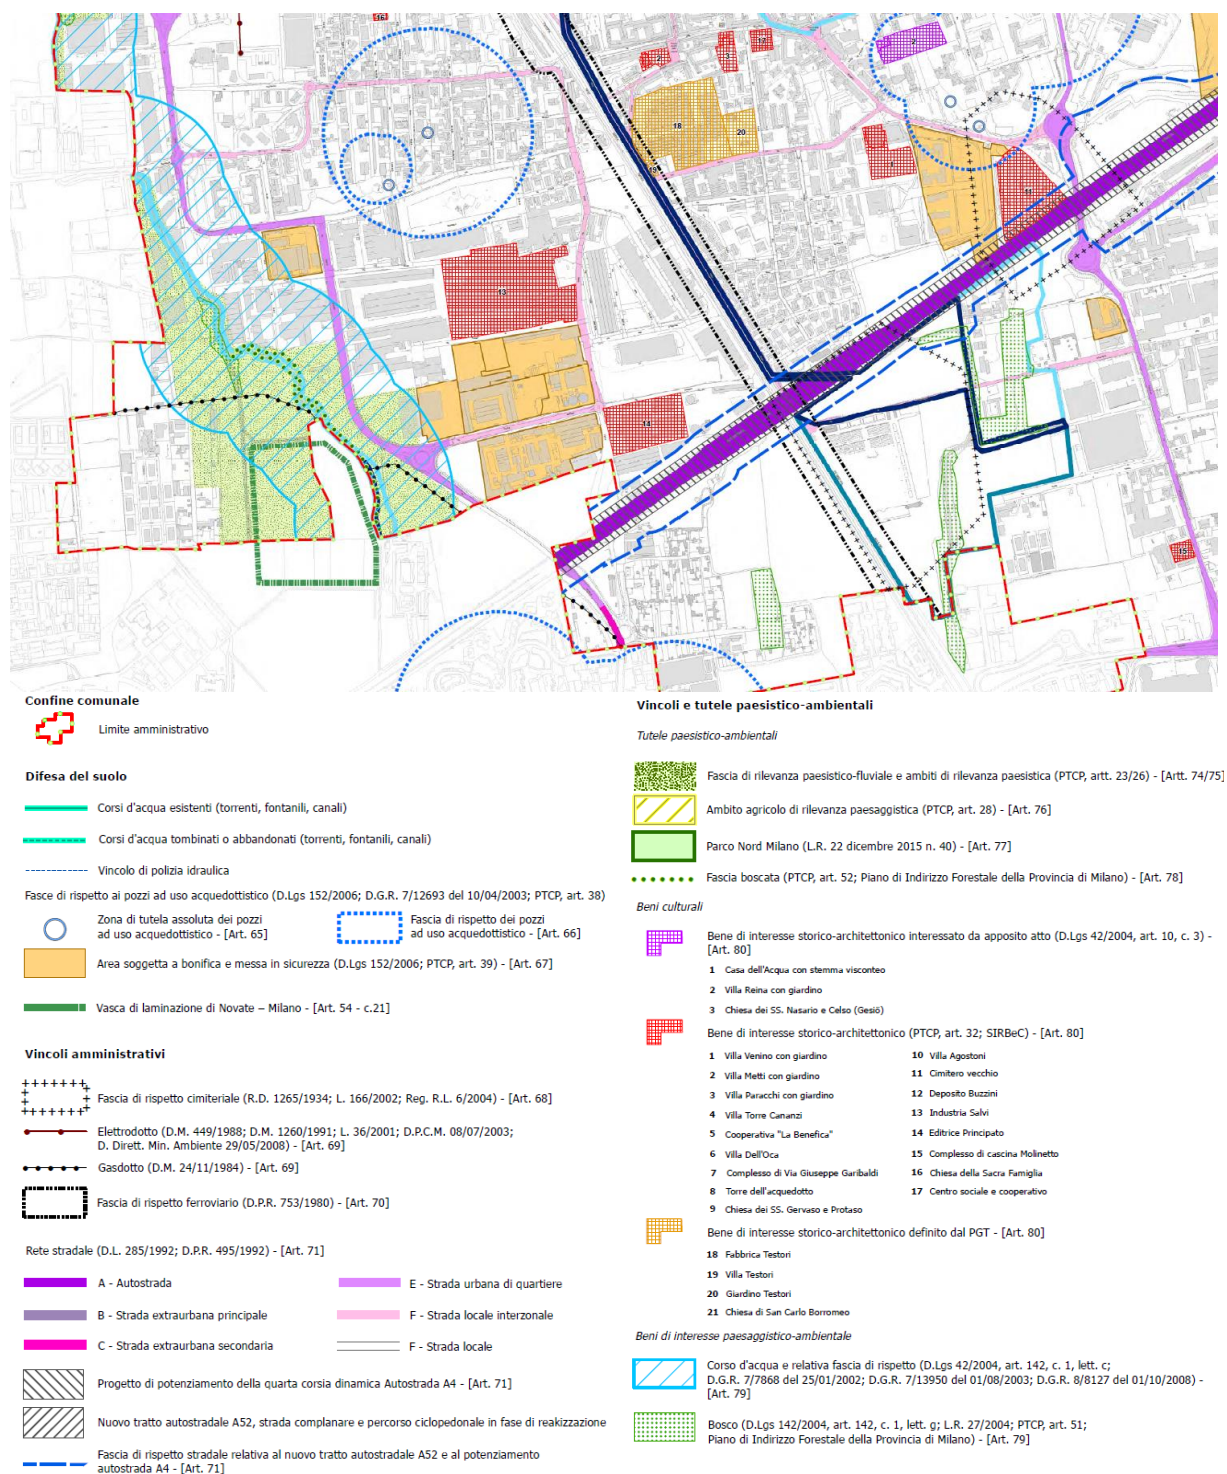 16
2
3
12
5
18
20
19
1
11
13
14
15
Confine comunale
Limite amministrativo
Difesa del suolo
Corsi d'acqua esistenti (torrenti, fontanili, canali)
Corsi d'acqua tombinati o abbandonati (torrenti, fontanili, canali)
Vincolo di polizia idraulica
Fasce di rispetto ai pozzi ad uso acquedottistico (D.Lgs 152/2006; D.G.R. 7/12693 del 10/04/2003; PTCP, art. 38)
Zona di tutela assoluta dei pozzi
ad uso acquedottistico - [Art. 65]
Fascia di rispetto dei pozzi
ad uso acquedottistico - [Art. 66]
Area soggetta a bonifica e messa in sicurezza (D.Lgs 152/2006; PTCP, art. 39) - [Art. 67]
Vasca di laminazione di Novate – Milano - [Art. 54 - c.21]
Vincoli amministrativi
Fascia di rispetto cimiteriale (R.D. 1265/1934; L. 166/2002; Reg. R.L. 6/2004) - [Art. 68]
Elettrodotto (D.M. 449/1988; D.M. 1260/1991; L. 36/2001; D.P.C.M. 08/07/2003;
D. Dirett. Min. Ambiente 29/05/2008) - [Art. 69]
Gasdotto (D.M. 24/11/1984) - [Art. 69]
Fascia di rispetto ferroviario (D.P.R. 753/1980) - [Art. 70]
Rete stradale (D.L. 285/1992; D.P.R. 495/1992) - [Art. 71]
A - Autostrada
E - Strada urbana di quartiere
B - Strada extraurbana principale
F - Strada locale interzonale
C - Strada extraurbana secondaria
F - Strada locale
Progetto di potenziamento della quarta corsia dinamica Autostrada A4 - [Art. 71]
Nuovo tratto autostradale A52, strada complanare e percorso ciclopedonale in fase di reakizzazione
Fascia di rispetto stradale relativa al nuovo tratto autostradale A52 e al potenziamento
autostrada A4 - [Art. 71]
Vincoli e tutele paesistico-ambientali
Tutele paesistico-ambientali
Fascia di rilevanza paesistico-fluviale e ambiti di rilevanza paesistica (PTCP, artt. 23/26) - [Artt. 74/75]
Ambito agricolo di rilevanza paesaggistica (PTCP, art. 28) - [Art. 76]
Parco Nord Milano (L.R. 22 dicembre 2015 n. 40) - [Art. 77]
Fascia boscata (PTCP, art. 52; Piano di Indirizzo Forestale della Provincia di Milano) - [Art. 78]
Beni culturali
Bene di interesse storico-architettonico interessato da apposito atto (D.Lgs 42/2004, art. 10, c. 3) -
[Art. 80]
1 Casa dell'Acqua con stemma visconteo
2 Villa Reina con giardino
3 Chiesa dei SS. Nasario e Celso (Gesiö)
Bene di interesse storico-architettonico (PTCP, art. 32; SIRBeC) - [Art. 80]
1 Villa Venino con giardino
2 Villa Metti con giardino
3 Villa Paracchi con giardino
4 Villa Torre Cananzi
5 Cooperativa "La Benefica"
6 Villa Dell'Oca
7 Complesso di Via Giuseppe Garibaldi
8 Torre dell'acquedotto
9 Chiesa dei SS. Gervaso e Protaso
10 Villa Agostoni
11 Cimitero vecchio
12 Deposito Buzzini
13 Industria Salvi
14 Editrice Principato
15 Complesso di cascina Molinetto
16 Chiesa della Sacra Famiglia
17 Centro sociale e cooperativo
Bene di interesse storico-architettonico definito dal PGT - [Art. 80]
18 Fabbrica Testori
19 Villa Testori
20 Giardino Testori
21 Chiesa di San Carlo Borromeo
Beni di interesse paesaggistico-ambientale
Corso d'acqua e relativa fascia di rispetto (D.Lgs 42/2004, art. 142, c. 1, lett. c;
D.G.R. 7/7868 del 25/01/2002; D.G.R. 7/13950 del 01/08/2003; D.G.R. 8/8127 del 01/10/2008) -
[Art. 79]
Bosco (D.Lgs 142/2004, art. 142, c. 1, lett. g; L.R. 27/2004; PTCP, art. 51;
Piano di Indirizzo Forestale della Provincia di Milano) - [Art. 79]